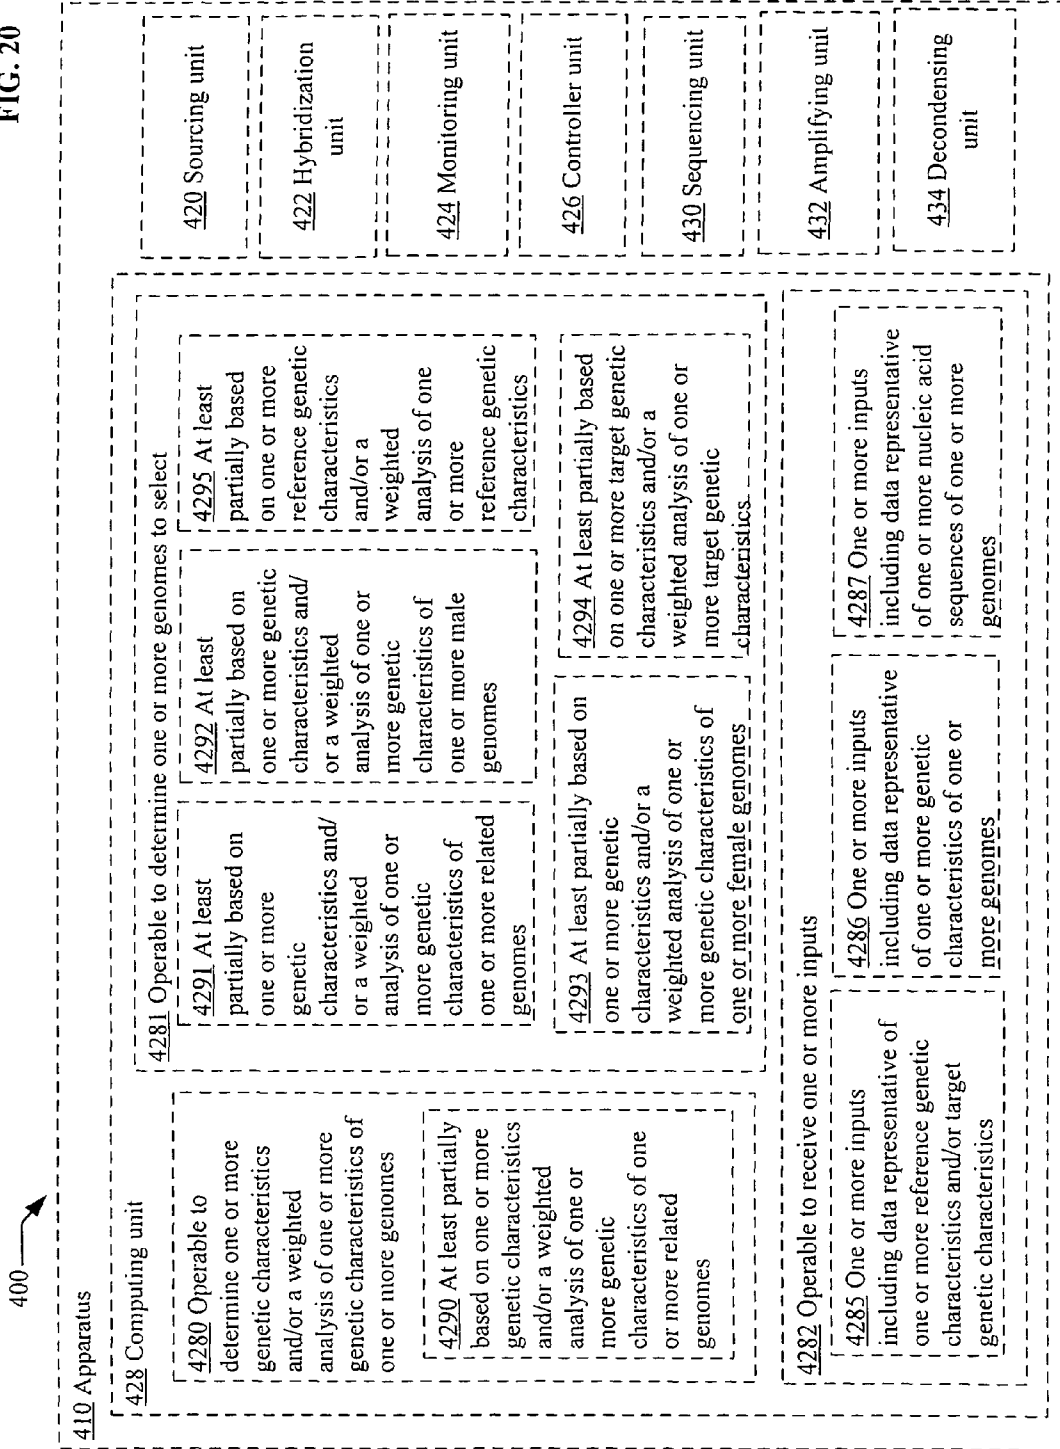 FIG. 20
400
410 Apparatus
428 Computing unit
4280 Operable to
determine one or more
genetic characteristics
and/or a weighted
analysis of one or more
genetic characteristics of
one or more genomes
4290 At least partially
based on one or more
genetic characteristics
and/or a weighted
analysis of one or
more genetic
characteristics of one
or more related
genomes
4281 Operable to determine one or more genomes to select
4291 At least
partially based on
one or more
genetic
characteristics and/
or a weighted
analysis of one or
more genetic
characteristics of
one or more related
genomes
4292 At least
partially based on
one or more genetic
characteristics and/
or a weighted
analysis of one or
more genetic
characteristics of
one or more male
genomes
4295 At least
partially based
on one or more
reference genetic
characteristics
and/or a
weighted
analysis of one
or more
reference genetic
characteristics
4293 At least partially based on
one or more genetic
characteristics and/or a
weighted analysis of one or
more genetic characteristics of
one or more female genomes
4294 At least partially based
on one or more target genetic
characteristics and/or a
weighted analysis of one or
more target genetic
characteristics
4282 Operable to receive one or more inputs
4285 One or more inputs
including data representative of
one or more reference genetic
characteristics and/or target
genetic characteristics
4286 One or more inputs
including data representative
of one or more genetic
characteristics of one or
more genomes
4287 One or more inputs
including data representative
of one or more nucleic acid
sequences of one or more
genomes
420 Sourcing unit
422 Hybridization
unit
424 Monitoring unit
426 Controller unit
430 Sequencing unit
432 Amplifying unit
434 Decondensing
unit